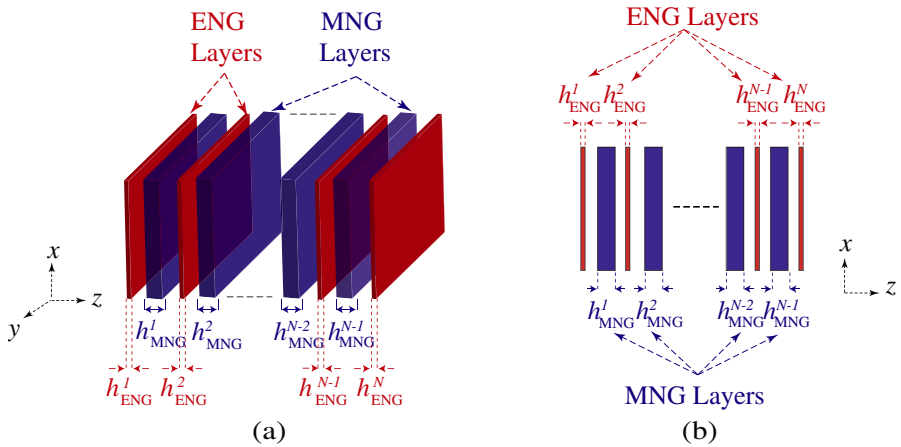 ENG
Layers
MNG
Layers
x
y
z
h¹MNG
h²MNG
hᴺ⁻²MNG
hᴺ⁻¹MNG
h¹ENG
h²ENG
hᴺ⁻¹ENG
hᴺENG
(a)
ENG Layers
h¹ENG
h²ENG
hᴺ⁻¹ENG
hᴺENG
x
z
h¹MNG
h²MNG
hᴺ⁻²MNG
hᴺ⁻¹MNG
MNG Layers
(b)